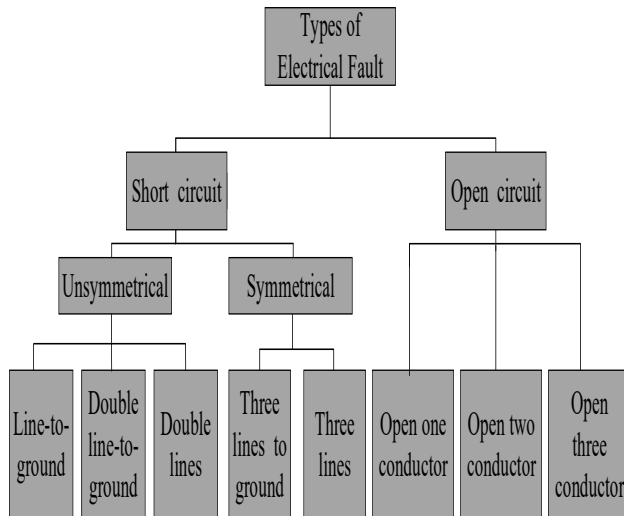 Types of
Electrical Fault
Short circuit
Open circuit
Unsymmetrical
Symmetrical
Line-to-
ground
Double
line-to-
ground
Double
lines
Three
lines to
ground
Three
lines
Open one
conductor
Open two
conductor
Open
three
conductor